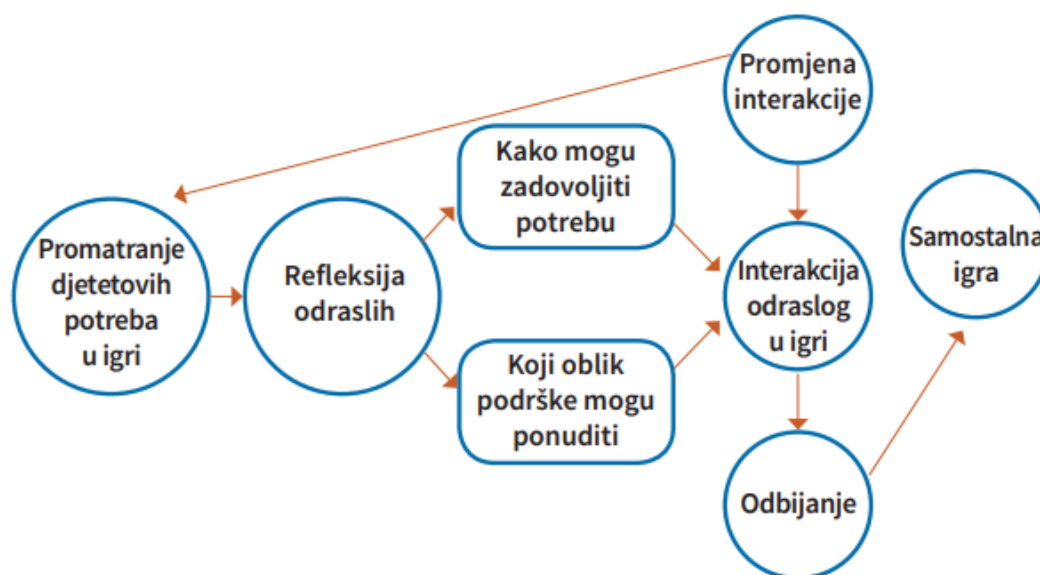 Promjena
interakcije
Kako mogu
zadovoljiti
potrebu
Promatranje
djetetovih
potreba
u igri
Refleksija
odraslih
Interakcija
odraslog
u igri
Samostalna
igra
Koji oblik
podrške mogu
ponuditi
Odbijanje